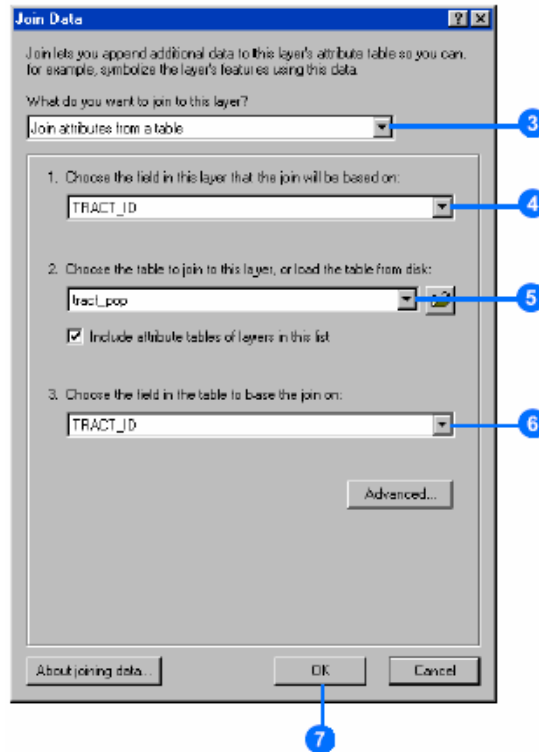 Join Data
Join lets you append additional data to this layer's attribute table so you can,
for example, symbolize the layer's features using this data.
What do you want to join to this layer?
Join attributes from a table
3
1. Choose the field in this layer that the join will be based on:
TRACT_ID
4
2. Choose the table to join to this layer, or load the table from disk:
tract_pop
5
Include attribute tables of layers in this list
3. Choose the field in the table to base the join on:
TRACT_ID
6
Advanced...
About joining data...
OK
Cancel
7